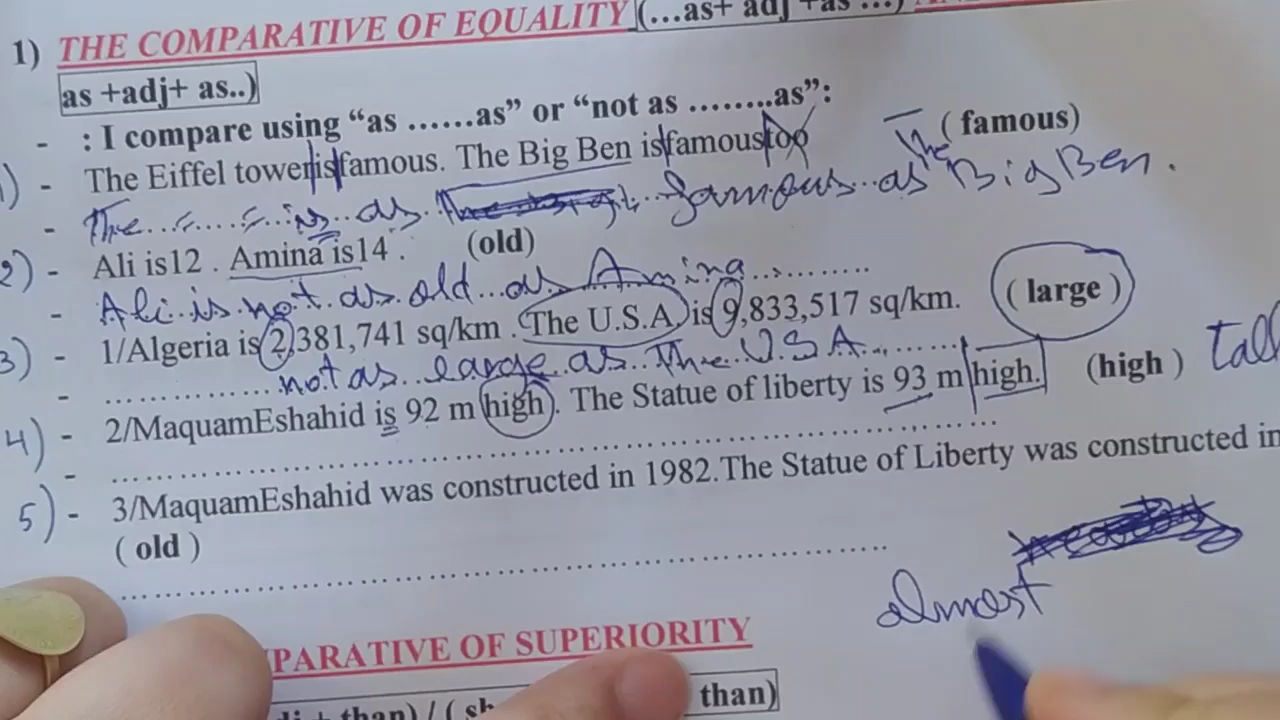 1) THE COMPARATIVE OF EQUALITY (…as+ adj +as …)
as +adj+ as..)
- : I compare using “as ……as” or “not as ……..as”:
1) - The Eiffel tower is famous. The Big Ben is famous too ( famous)
- The ........ is as famous as The Big Ben.
2) - Ali is12 . Amina is14 . (old)
- Ali is not as old as Amina ..........
3) - 1/Algeria is 2,381,741 sq/km . The U.S.A is 9,833,517 sq/km. ( large )
- ............... not as large as The USA..........
4) - 2/MaquamEshahid is 92 m high . The Statue of liberty is 93 m high. (high ) tall
- ......................................................
5) - 3/MaquamEshahid was constructed in 1982.The Statue of Liberty was constructed in
( old )
......................................................
almost
PARATIVE OF SUPERIORITY
than) / ( sh than)